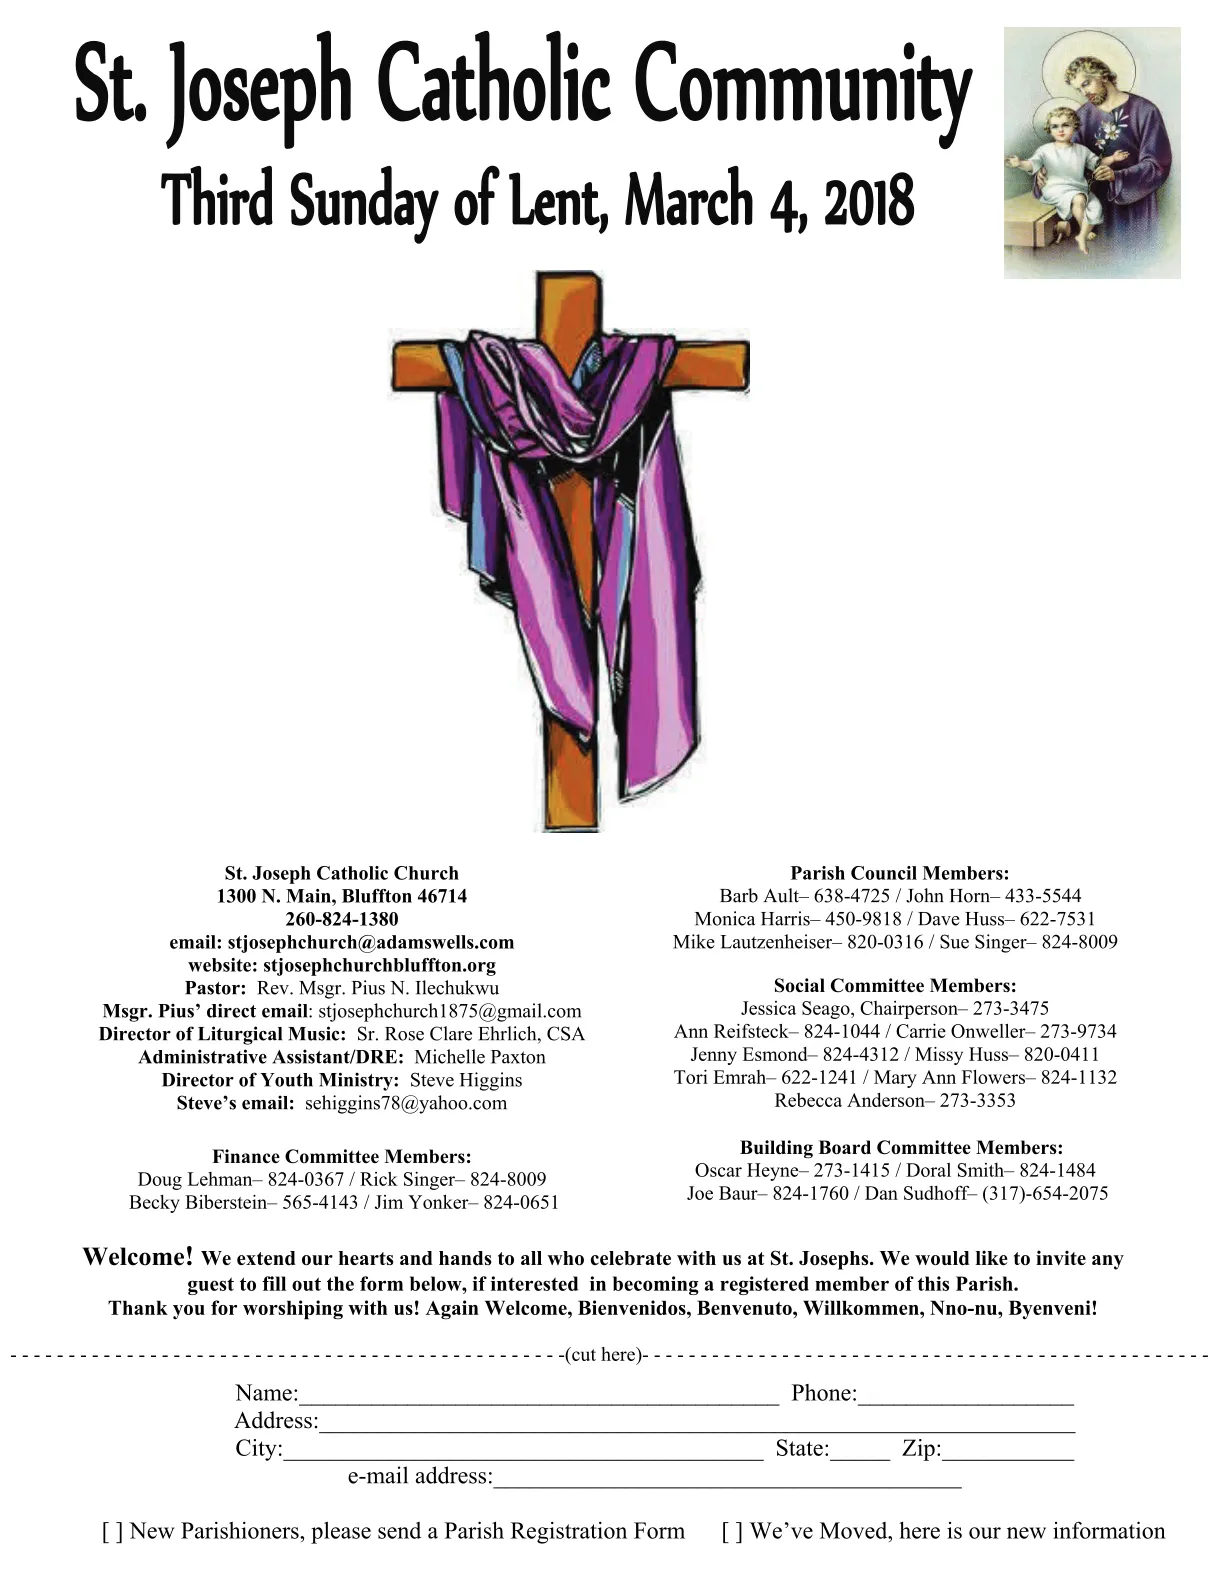 St. Joseph Catholic Community
Third Sunday of Lent, March 4, 2018
St. Joseph Catholic Church
1300 N. Main, Bluffton 46714
260-824-1380
email: stjosephchurch@adamswells.com
website: stjosephchurchbluffton.org
Pastor: Rev. Msgr. Pius N. Ilechukwu
Msgr. Pius’ direct email: stjosephchurch1875@gmail.com
Director of Liturgical Music: Sr. Rose Clare Ehrlich, CSA
Administrative Assistant/DRE: Michelle Paxton
Director of Youth Ministry: Steve Higgins
Steve’s email: sehiggins78@yahoo.com
Finance Committee Members:
Doug Lehman– 824-0367 / Rick Singer– 824-8009
Becky Biberstein– 565-4143 / Jim Yonker– 824-0651
Parish Council Members:
Barb Ault– 638-4725 / John Horn– 433-5544
Monica Harris– 450-9818 / Dave Huss– 622-7531
Mike Lautzenheiser– 820-0316 / Sue Singer– 824-8009
Social Committee Members:
Jessica Seago, Chairperson– 273-3475
Ann Reifsteck– 824-1044 / Carrie Onweller– 273-9734
Jenny Esmond– 824-4312 / Missy Huss– 820-0411
Tori Emrah– 622-1241 / Mary Ann Flowers– 824-1132
Rebecca Anderson– 273-3353
Building Board Committee Members:
Oscar Heyne– 273-1415 / Doral Smith– 824-1484
Joe Baur– 824-1760 / Dan Sudhoff– (317)-654-2075
Welcome! We extend our hearts and hands to all who celebrate with us at St. Josephs. We would like to invite any
guest to fill out the form below, if interested in becoming a registered member of this Parish.
Thank you for worshiping with us! Again Welcome, Bienvenidos, Benvenuto, Willkommen, Nno-nu, Byenveni!
- - - - - - - - - - - - - - - - - - - - - - - - - - - - - - - - - - - - - - - - - - - - - - - -(cut here)- - - - - - - - - - - - - - - - - - - - - - - - - - - - - - - - - - - - - - - - - - - - - - - -
Name:________________________________________ Phone:__________________
Address:_______________________________________________________________
City:________________________________________ State:_____ Zip:___________
e-mail address:_______________________________________
[ ] New Parishioners, please send a Parish Registration Form [ ] We’ve Moved, here is our new information